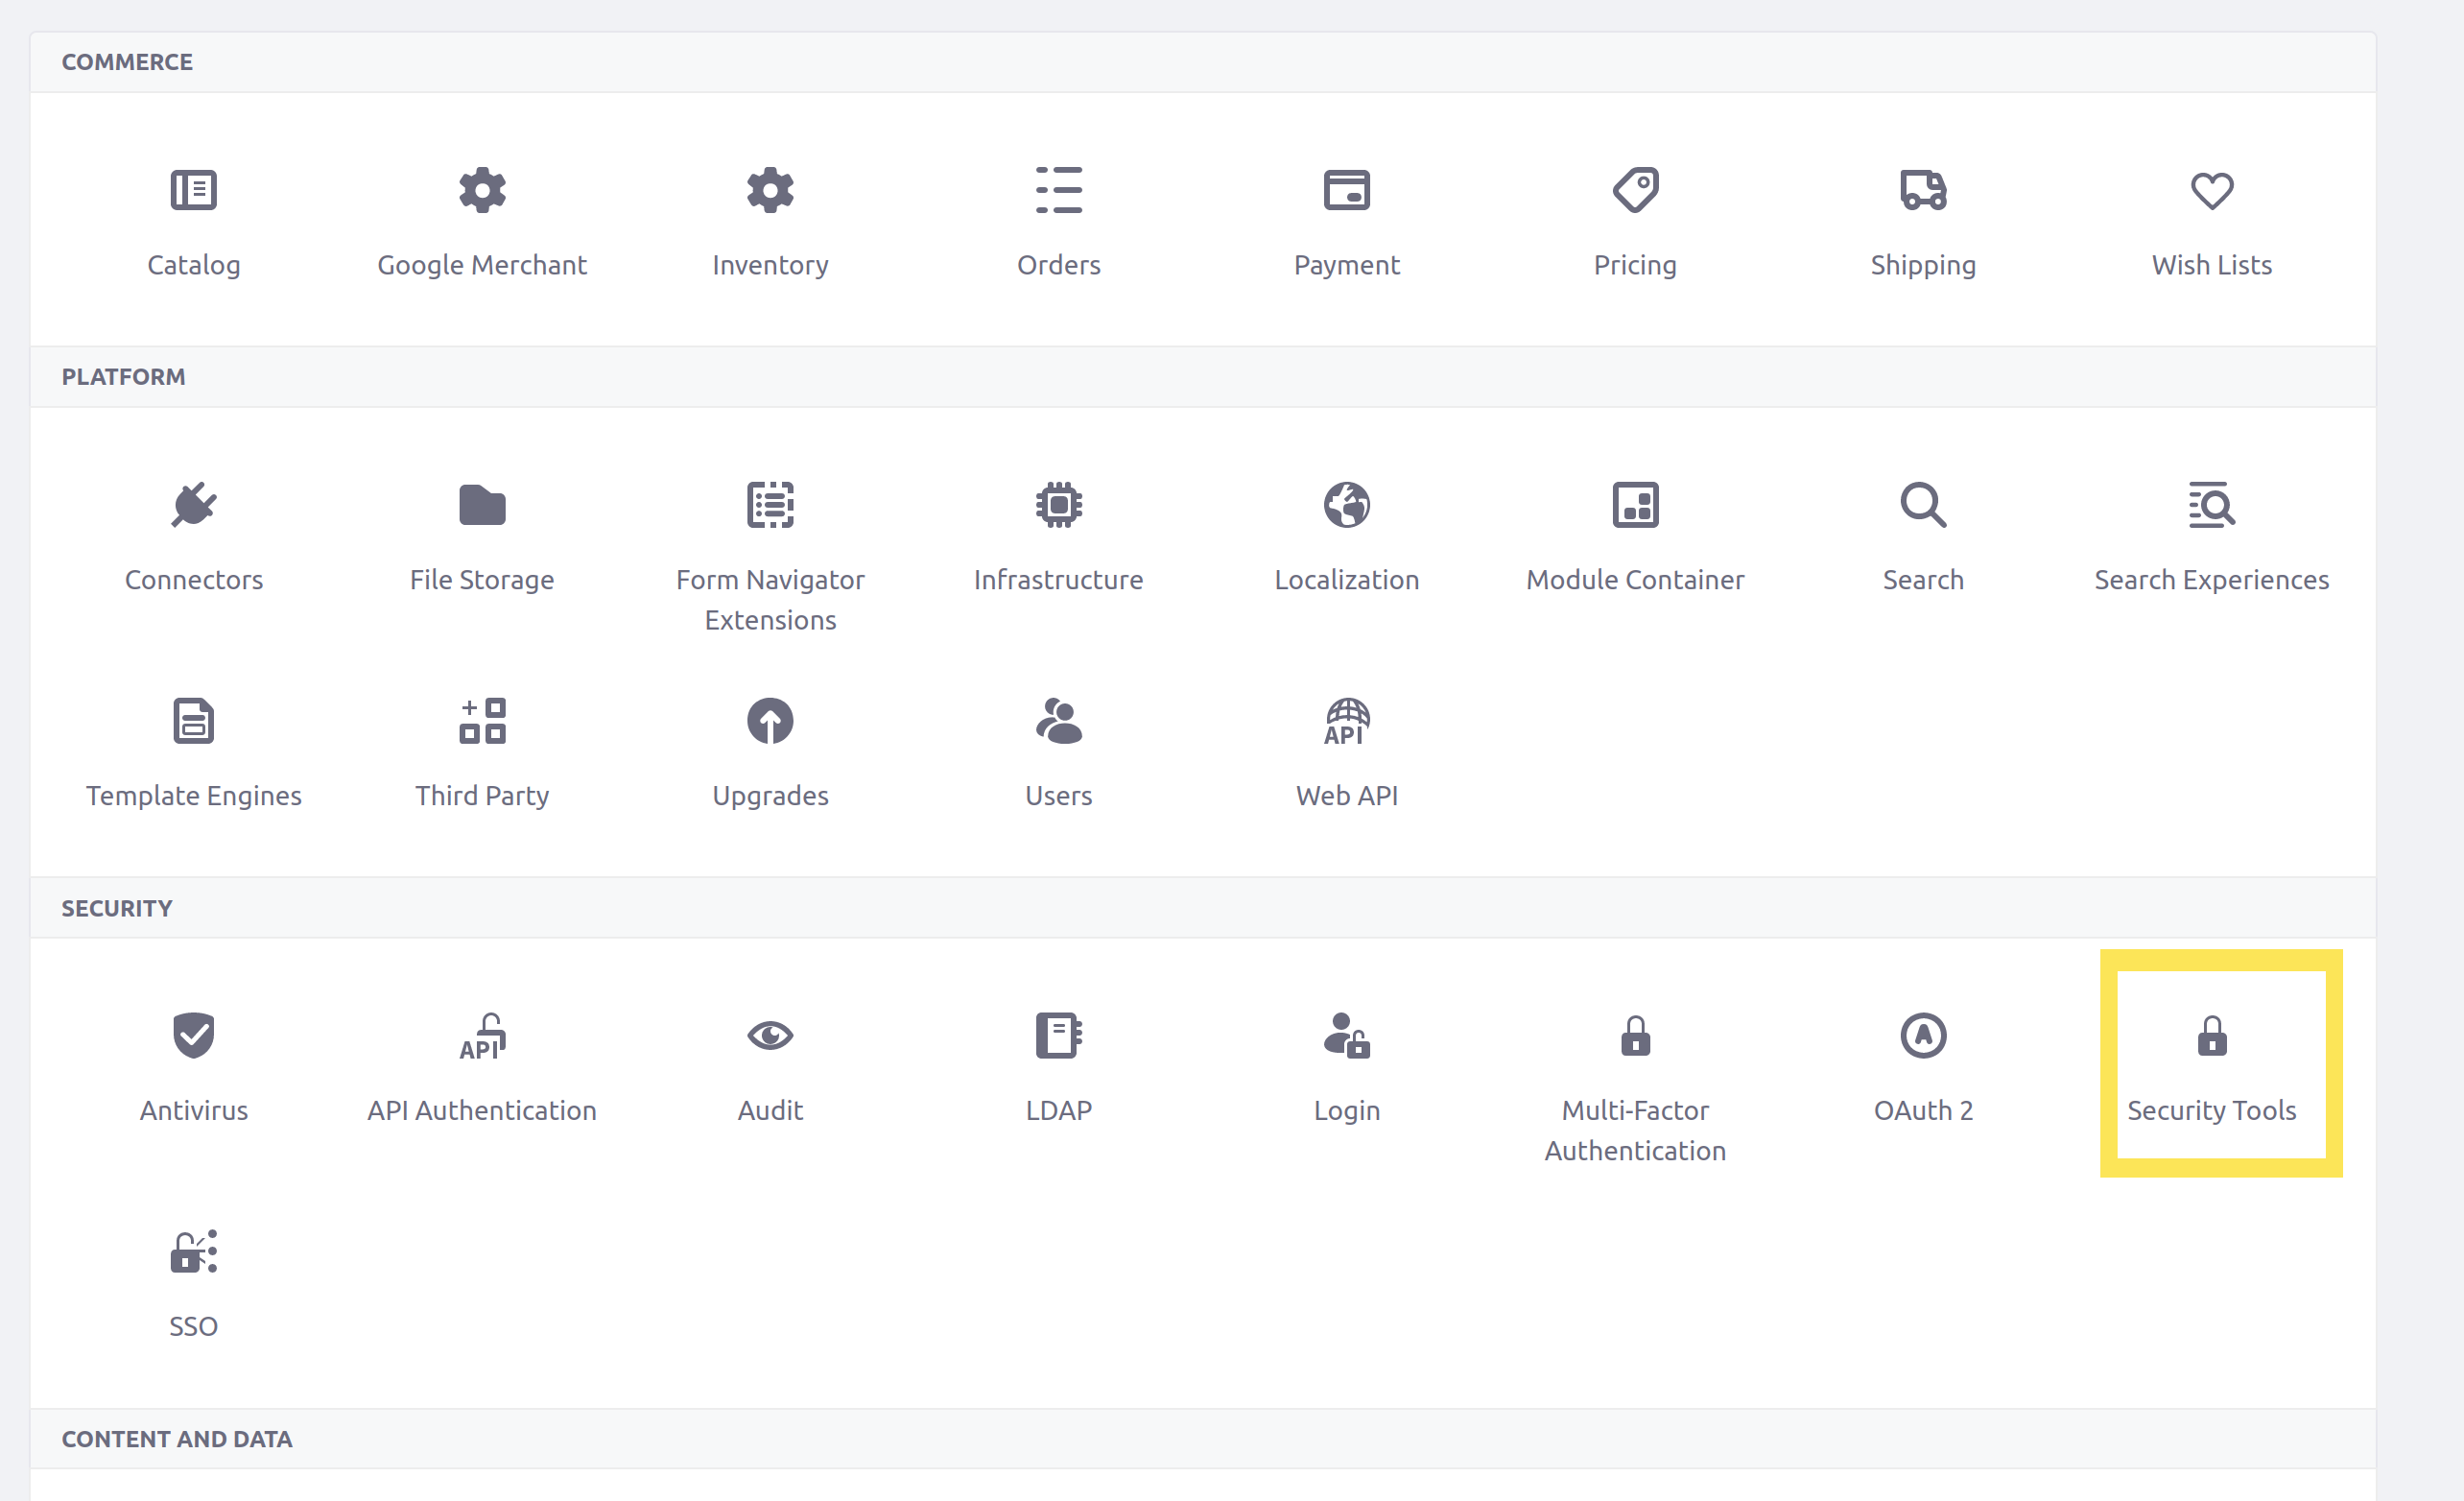 COMMERCE
Catalog
Google Merchant
Inventory
Orders
Payment
Pricing
Shipping
Wish Lists
PLATFORM
Connectors
File Storage
Form Navigator
Extensions
Infrastructure
Localization
Module Container
Search
Search Experiences
Template Engines
Third Party
Upgrades
Users
API
Web API
SECURITY
Antivirus
API
API Authentication
Audit
LDAP
Login
Multi-Factor
Authentication
A
OAuth 2
Security Tools
SSO
CONTENT AND DATA